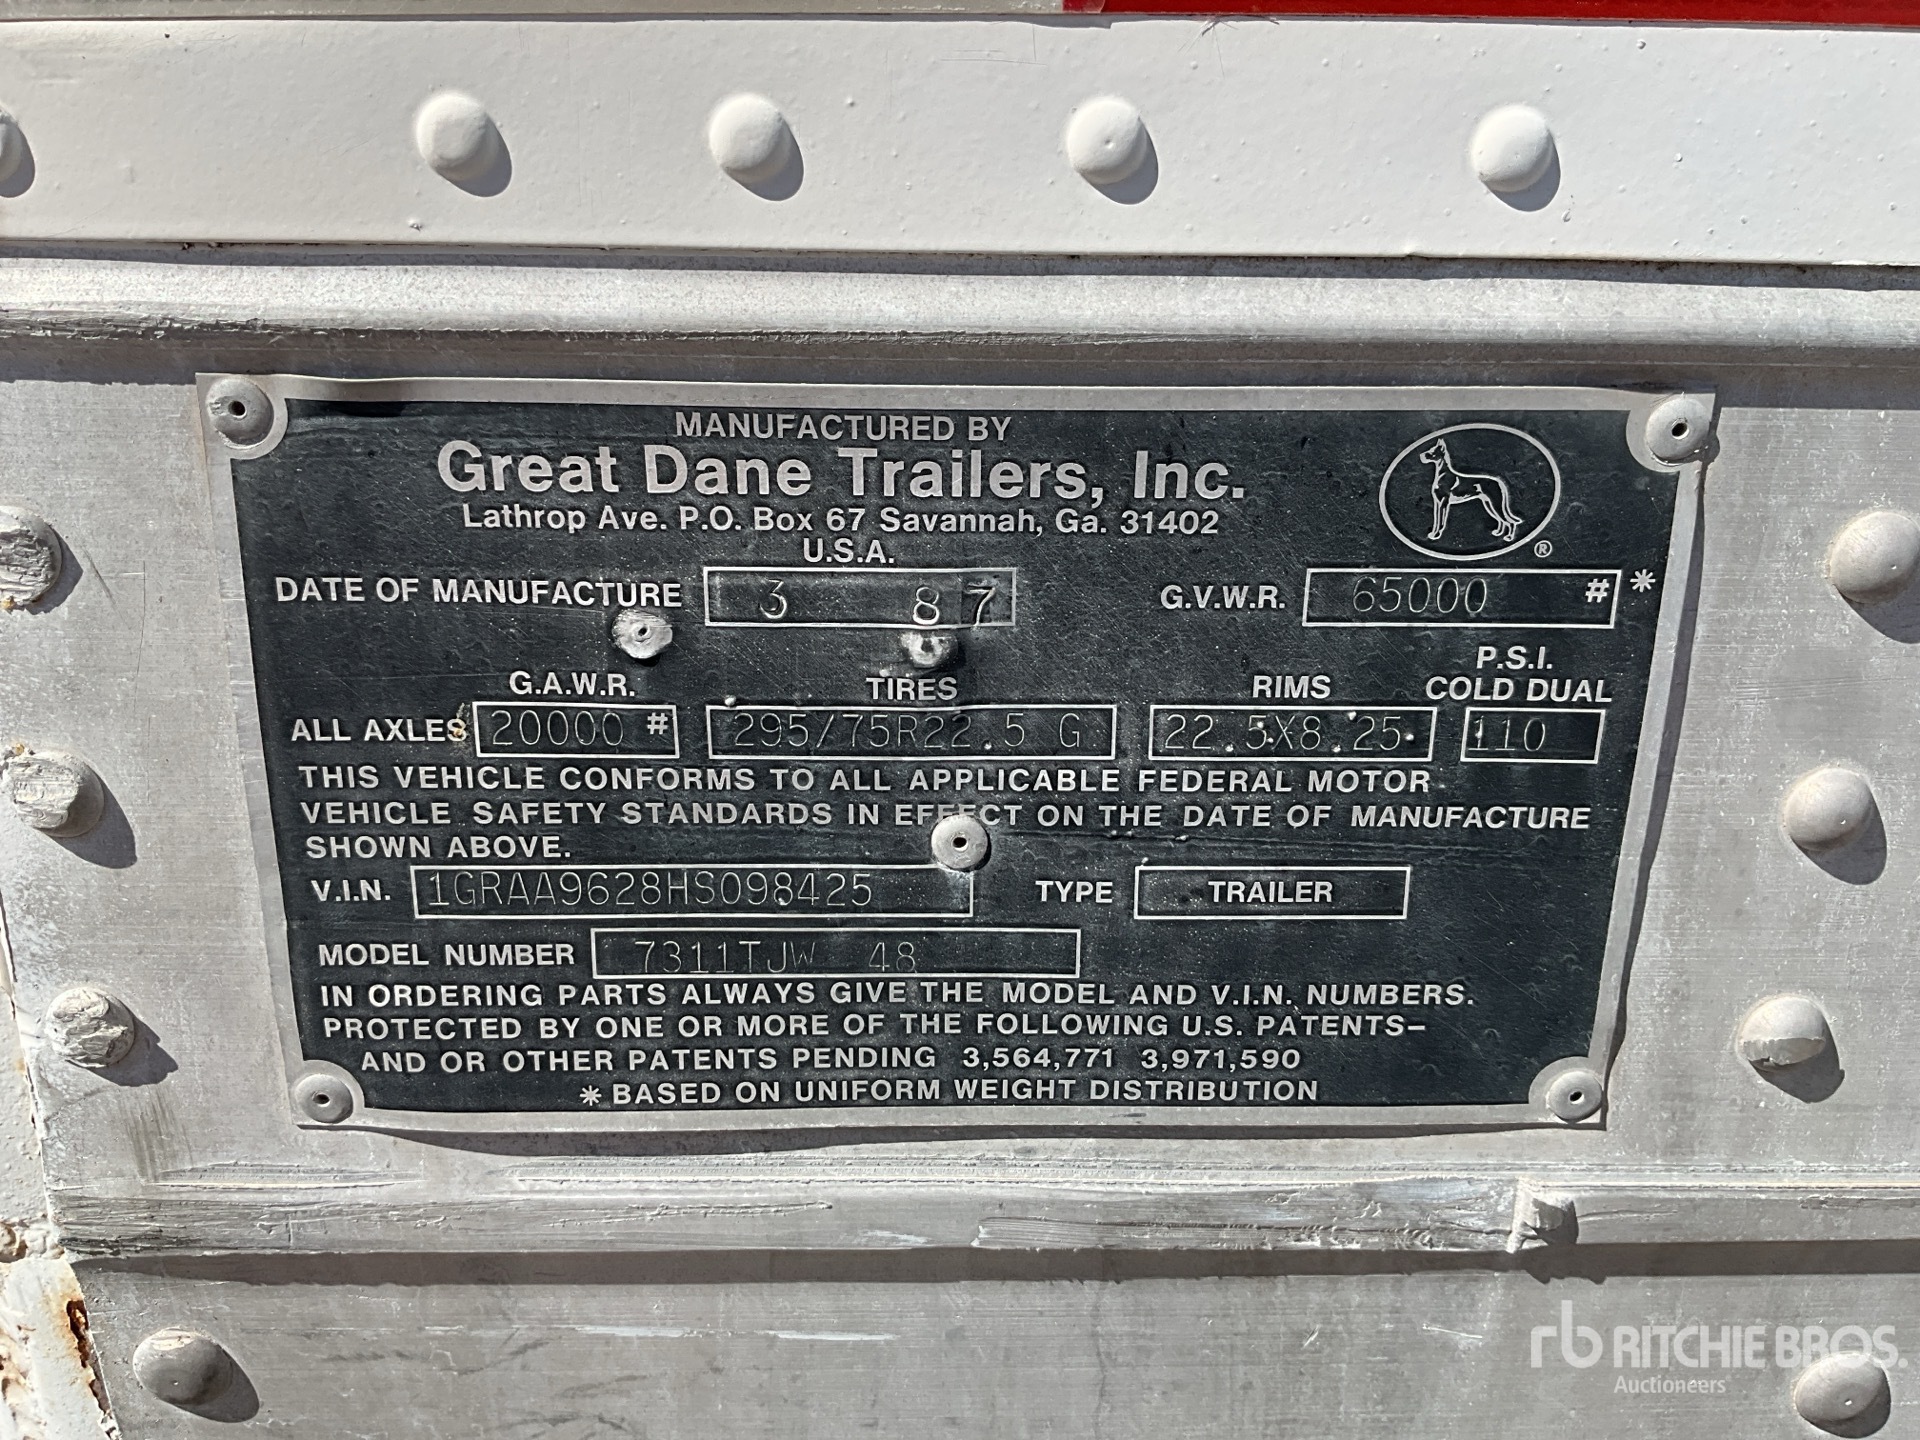 MANUFACTURED BY
Great Dane Trailers, Inc.
Lathrop Ave. P.O. Box 67 Savannah, Ga. 31402
U.S.A.
®
DATE OF MANUFACTURE 3 87 G.V.W.R. 65000 # *
G.A.W.R. TIRES RIMS P.S.I. COLD DUAL
ALL AXLES 20000 # 295/75R22.5 G 22.5X8.25 110
THIS VEHICLE CONFORMS TO ALL APPLICABLE FEDERAL MOTOR
VEHICLE SAFETY STANDARDS IN EFFECT ON THE DATE OF MANUFACTURE
SHOWN ABOVE.
V.I.N. 1GRAA9628HS098425 TYPE TRAILER
MODEL NUMBER 7311TJW 48
IN ORDERING PARTS ALWAYS GIVE THE MODEL AND V.I.N. NUMBERS.
PROTECTED BY ONE OR MORE OF THE FOLLOWING U.S. PATENTS—
AND OR OTHER PATENTS PENDING 3,564,771 3,971,590
* BASED ON UNIFORM WEIGHT DISTRIBUTION
rb RITCHIE BROS.
Auctioneers